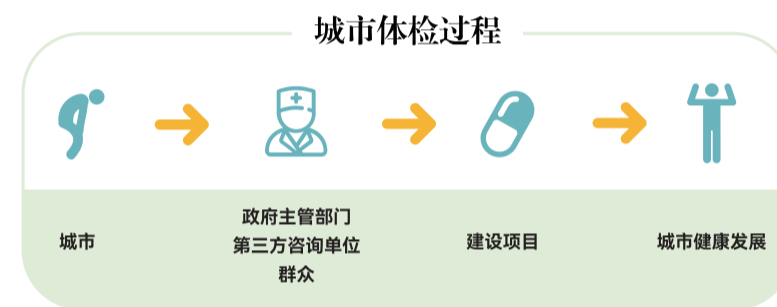 城市体检过程
城市
政府主管部门
第三方咨询单位
群众
建设项目
城市健康发展